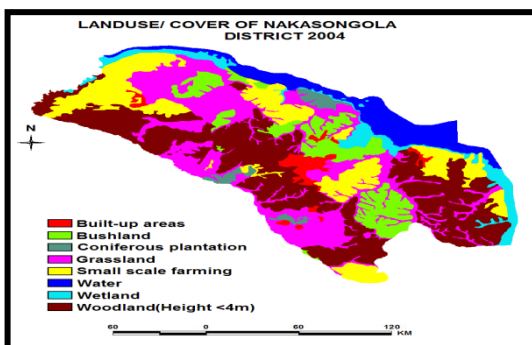 LANDUSE/ COVER OF NAKASONGOLA
DISTRICT 2004
N
Built-up areas
Bushland
Coniferous plantation
Grassland
Small scale farming
Water
Wetland
Woodland(Height <4m)
60 0 60 120
KM